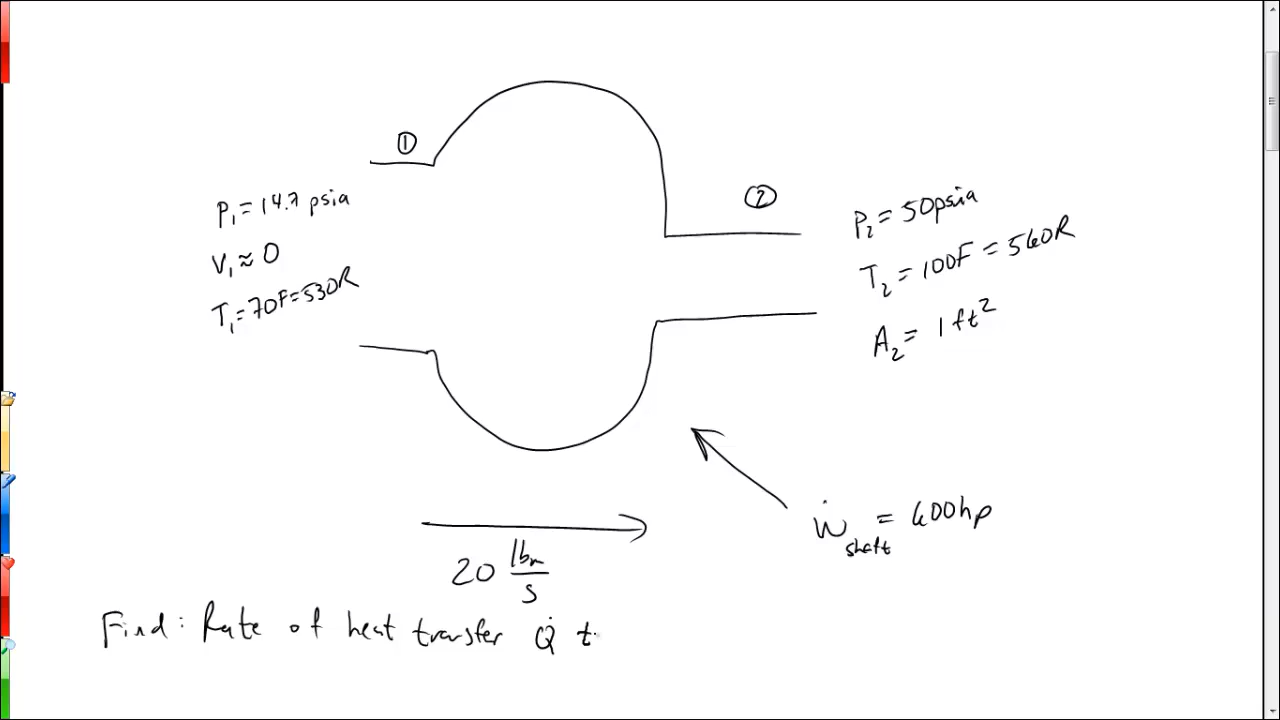 ①
P₁ = 14.7 psia
V₁ ≈ 0
T₁ = 70F = 530R
②
P₂ = 50psia
T₂ = 100F = 560R
A₂ = 1 ft²
Ẇ_shaft = 600hp
20 lbm/s
Find: Rate of heat transfer Q̇ t